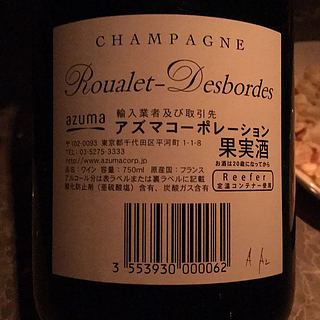 CHAMPAGNE
Roualet-Desbordes
輸入業者及び取引先
azuma アズマコーポレーション
〒102-0093 東京都千代田区平河町1-1-8
TEL：03-5275-3333
http://www.azumacorp.jp/
果実酒
お酒は20歳になってから
品名：ワイン 容量：750ml 原産国：フランス
アルコール分は表ラベルまたは裏ラベルに記載
酸化防止剤（亜硫酸塩）含有、炭酸ガス含有
Reefer
定温コンテナー使用
3 553930 000062